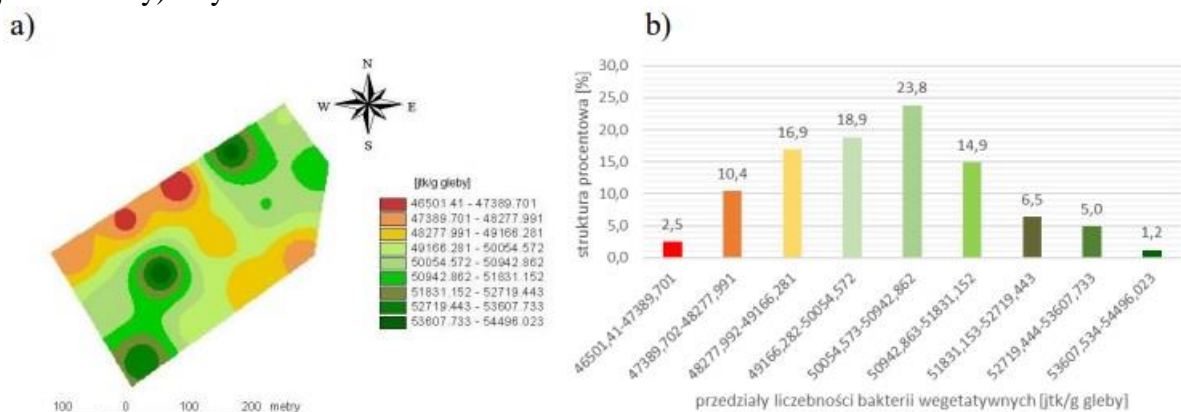 a)
N
W E
S
[jtk/g gleby]
46501.41 - 47389.701
47389.701 - 48277.991
48277.991 - 49166.281
49166.281 - 50054.572
50054.572 - 50942.862
50942.862 - 51831.152
51831.152 - 52719.443
52719.443 - 53607.733
53607.733 - 54496.023
100 0 100 200 metry
b)
struktura procentowa [%]
30,0
25,0
20,0
15,0
10,0
5,0
0,0
2,5
10,4
16,9
18,9
23,8
14,9
6,5
5,0
1,2
46501,41-47389,701
47389,702-48277,991
48277,992-49166,281
49166,282-50054,572
50054,573-50942,862
50942,863-51831,152
51831,153-52719,443
52719,444-53607,733
53607,534-54496,023
przedziały liczebności bakterii wegetatywnych [jtk/g gleby]